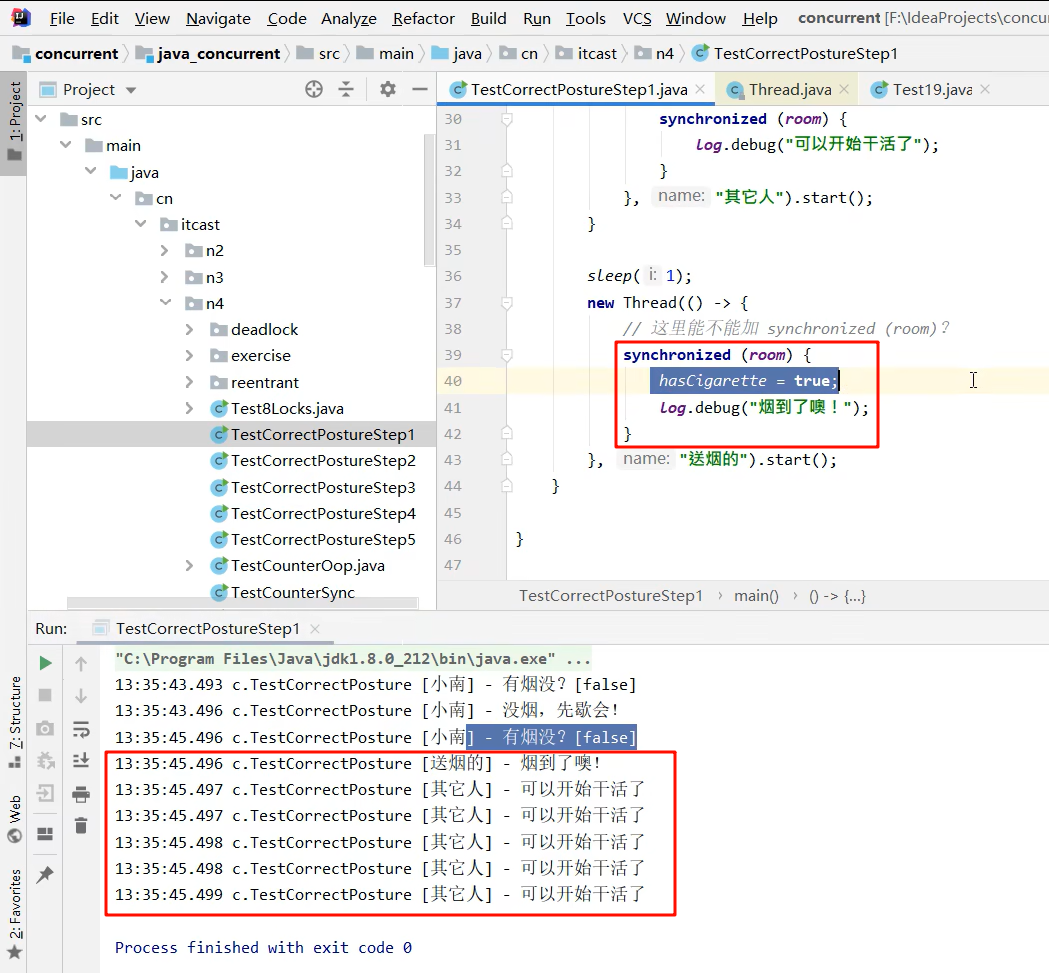 File Edit View Navigate Code Analyze Refactor Build Run Tools VCS Window Help concurrent [F:\IdeaProjects\concu
concurrent java_concurrent src main java cn itcast n4 TestCorrectPostureStep1
1: Project
Project
TestCorrectPostureStep1.java Thread.java Test19.java
src
main
java
cn
itcast
n2
n3
n4
deadlock
exercise
reentrant
Test8Locks.java
TestCorrectPostureStep1
TestCorrectPostureStep2
TestCorrectPostureStep3
TestCorrectPostureStep4
TestCorrectPostureStep5
TestCounterOop.java
TestCounterSync
30 synchronized (room) {
31 log.debug("可以开始干活了");
32 }
33 }, name: "其它人").start();
34 }
35
36 sleep( i: 1);
37 new Thread(() -> {
38 // 这里能不能加 synchronized (room)?
39 synchronized (room) {
40 hasCigarette = true;
41 log.debug("烟到了噢!");
42 }
43 }, name: "送烟的").start();
44 }
45
46 }
47
TestCorrectPostureStep1 › main() › () -> {...}
Run: TestCorrectPostureStep1
"C:\Program Files\Java\jdk1.8.0_212\bin\java.exe" ...
13:35:43.493 c.TestCorrectPosture [小南] - 有烟没?[false]
13:35:43.496 c.TestCorrectPosture [小南] - 没烟，先歇会!
13:35:45.496 c.TestCorrectPosture [小南] - 有烟没?[false]
13:35:45.496 c.TestCorrectPosture [送烟的] - 烟到了噢!
13:35:45.497 c.TestCorrectPosture [其它人] - 可以开始干活了
13:35:45.497 c.TestCorrectPosture [其它人] - 可以开始干活了
13:35:45.498 c.TestCorrectPosture [其它人] - 可以开始干活了
13:35:45.498 c.TestCorrectPosture [其它人] - 可以开始干活了
13:35:45.499 c.TestCorrectPosture [其它人] - 可以开始干活了
Process finished with exit code 0
7: Structure
Web
2: Favorites